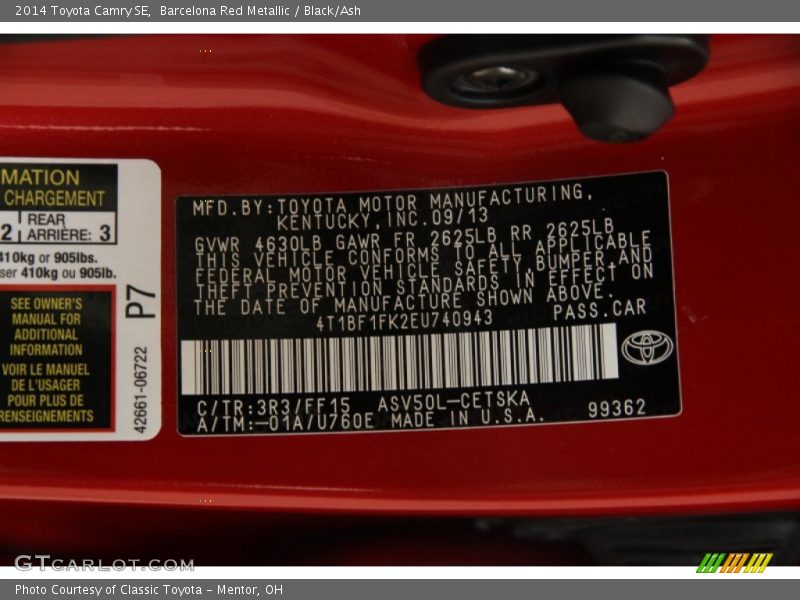 2014 Toyota Camry SE, Barcelona Red Metallic / Black/Ash
MATION
CHARGEMENT
2 REAR ARRIÈRE: 3
410kg or 905lbs.
ser 410kg ou 905lb.
SEE OWNER'S
MANUAL FOR
ADDITIONAL
INFORMATION
VOIR LE MANUEL
DE L'USAGER
POUR PLUS DE
RENSEIGNEMENTS
P7
42661-06722
MFD.BY:TOYOTA MOTOR MANUFACTURING,
KENTUCKY,INC.09/13
GVWR 4630LB GAWR FR 2625LB RR 2625LB
THIS VEHICLE CONFORMS TO ALL APPLICABLE
FEDERAL MOTOR VEHICLE SAFETY,BUMPER,AND
THEFT PREVENTION STANDARDS IN EFFECT ON
THE DATE OF MANUFACTURE SHOWN ABOVE.
4T1BF1FK2EU740943 PASS.CAR
C/TR:3R3/FF15 ASV50L-CETSKA
A/TM:-01A/U760E MADE IN U.S.A. 99362
GTCARLOT.COM
Photo Courtesy of Classic Toyota - Mentor, OH